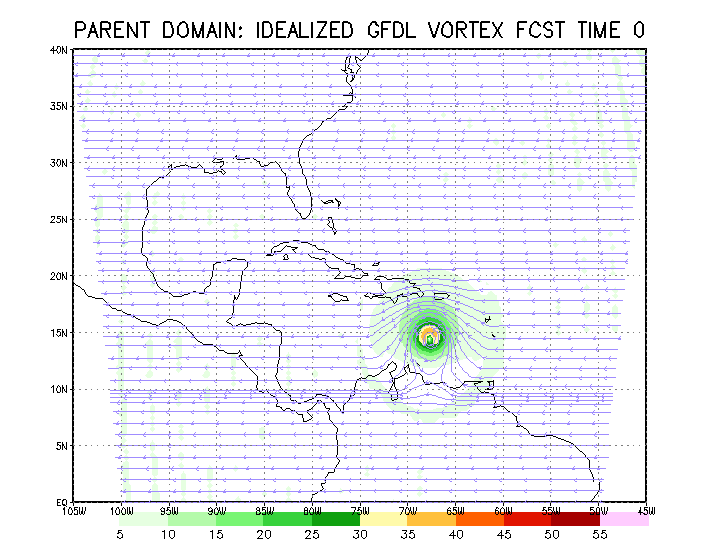 PARENT DOMAIN: IDEALIZED GFDL VORTEX FCST TIME 0
40N
35N
30N
25N
20N
15N
10N
5N
EQ
105W 100W 95W 90W 85W 80W 75W 70W 65W 60W 55W 50W 45W
5 10 15 20 25 30 35 40 45 50 55